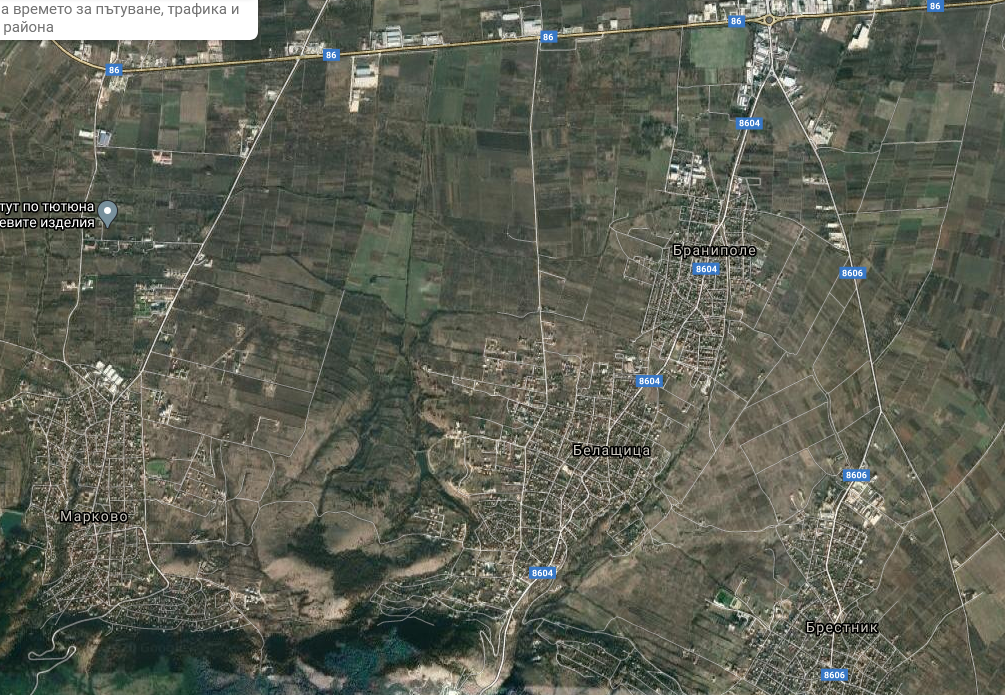 а времето за пътуване, трафика и
района
86
86
86
86
86
8604
тут по тютюна
евите изделия
Браниполе
8604
8606
8604
Белащица
8606
Марково
8604
Брестник
8606